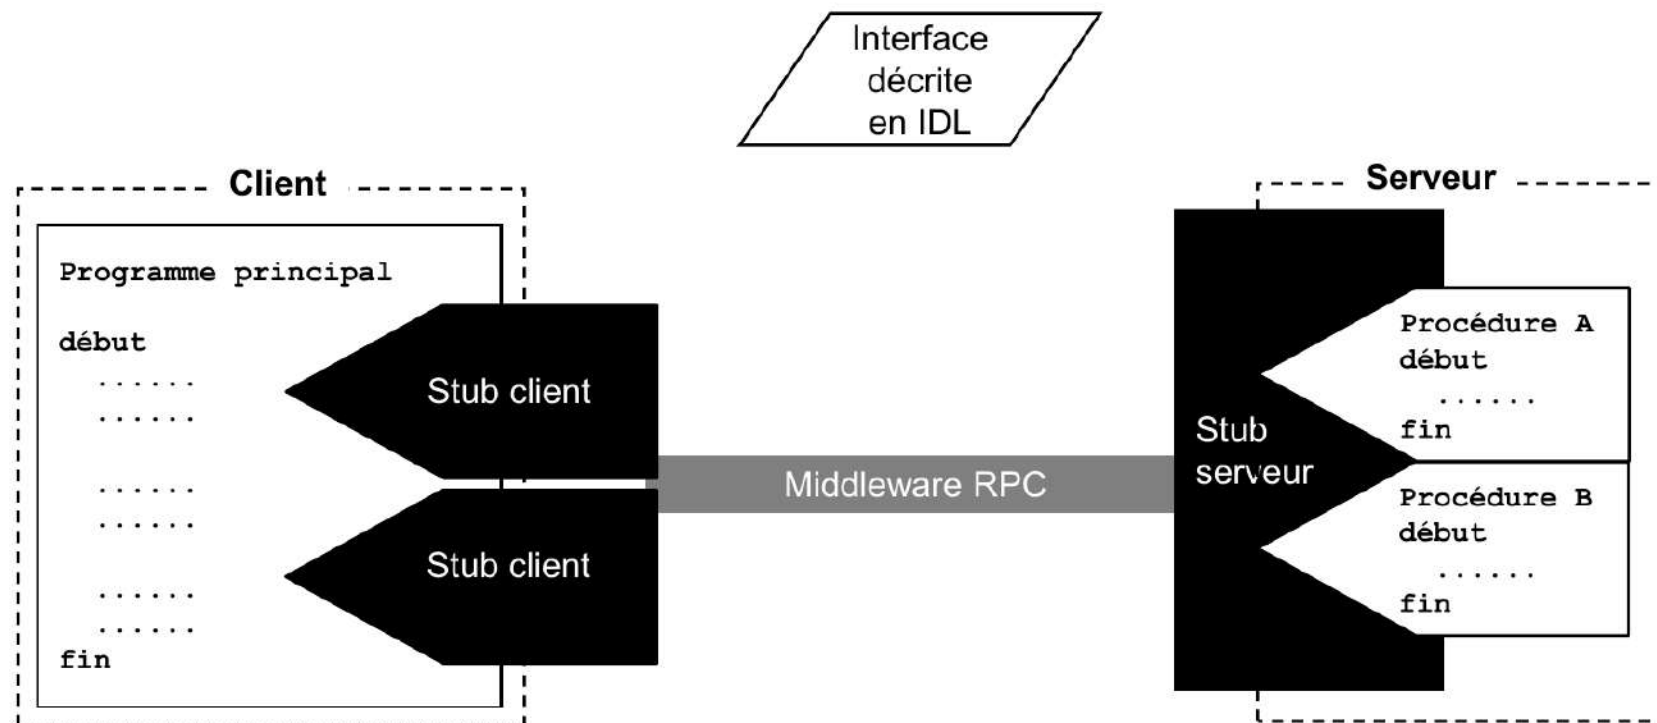 Interface
décrite
en IDL
Client
Programme principal
début
......
......
......
......
......
......
fin
Stub client
Stub client
Middleware RPC
Serveur
Stub
serveur
Procédure A
début
......
fin
Procédure B
début
......
fin